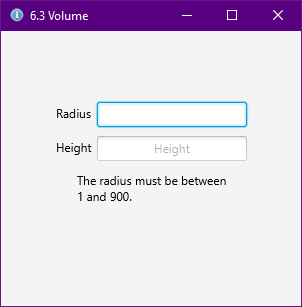 6.3 Volume
Radius
Height Height
The radius must be between
1 and 900.